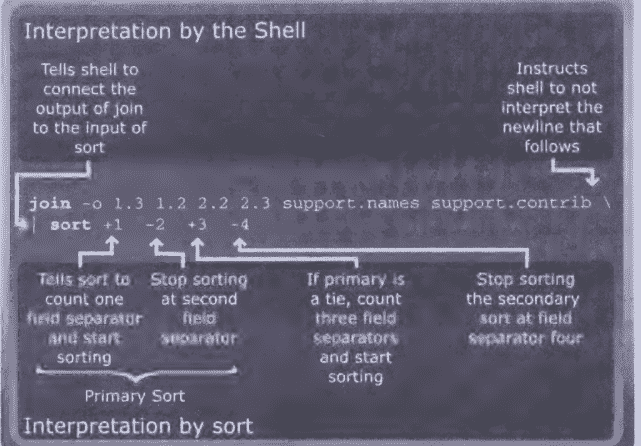 Interpretation by the Shell
Tells shell to
connect the
output of join
to the input of
sort
Instructs
shell to not
interpret the
newline that
follows
join -o 1.3 1.2 2.2 2.3 support.names support.contrib \
| sort +1 -2 +3 -4
Tells sort to
count one
field separator
and start
sorting
Stop sorting
at second
field
separator
If primary is
a tie, count
three field
separators
and start
sorting
Stop sorting
the secondary
sort at field
separator four
Primary Sort
Interpretation by sort